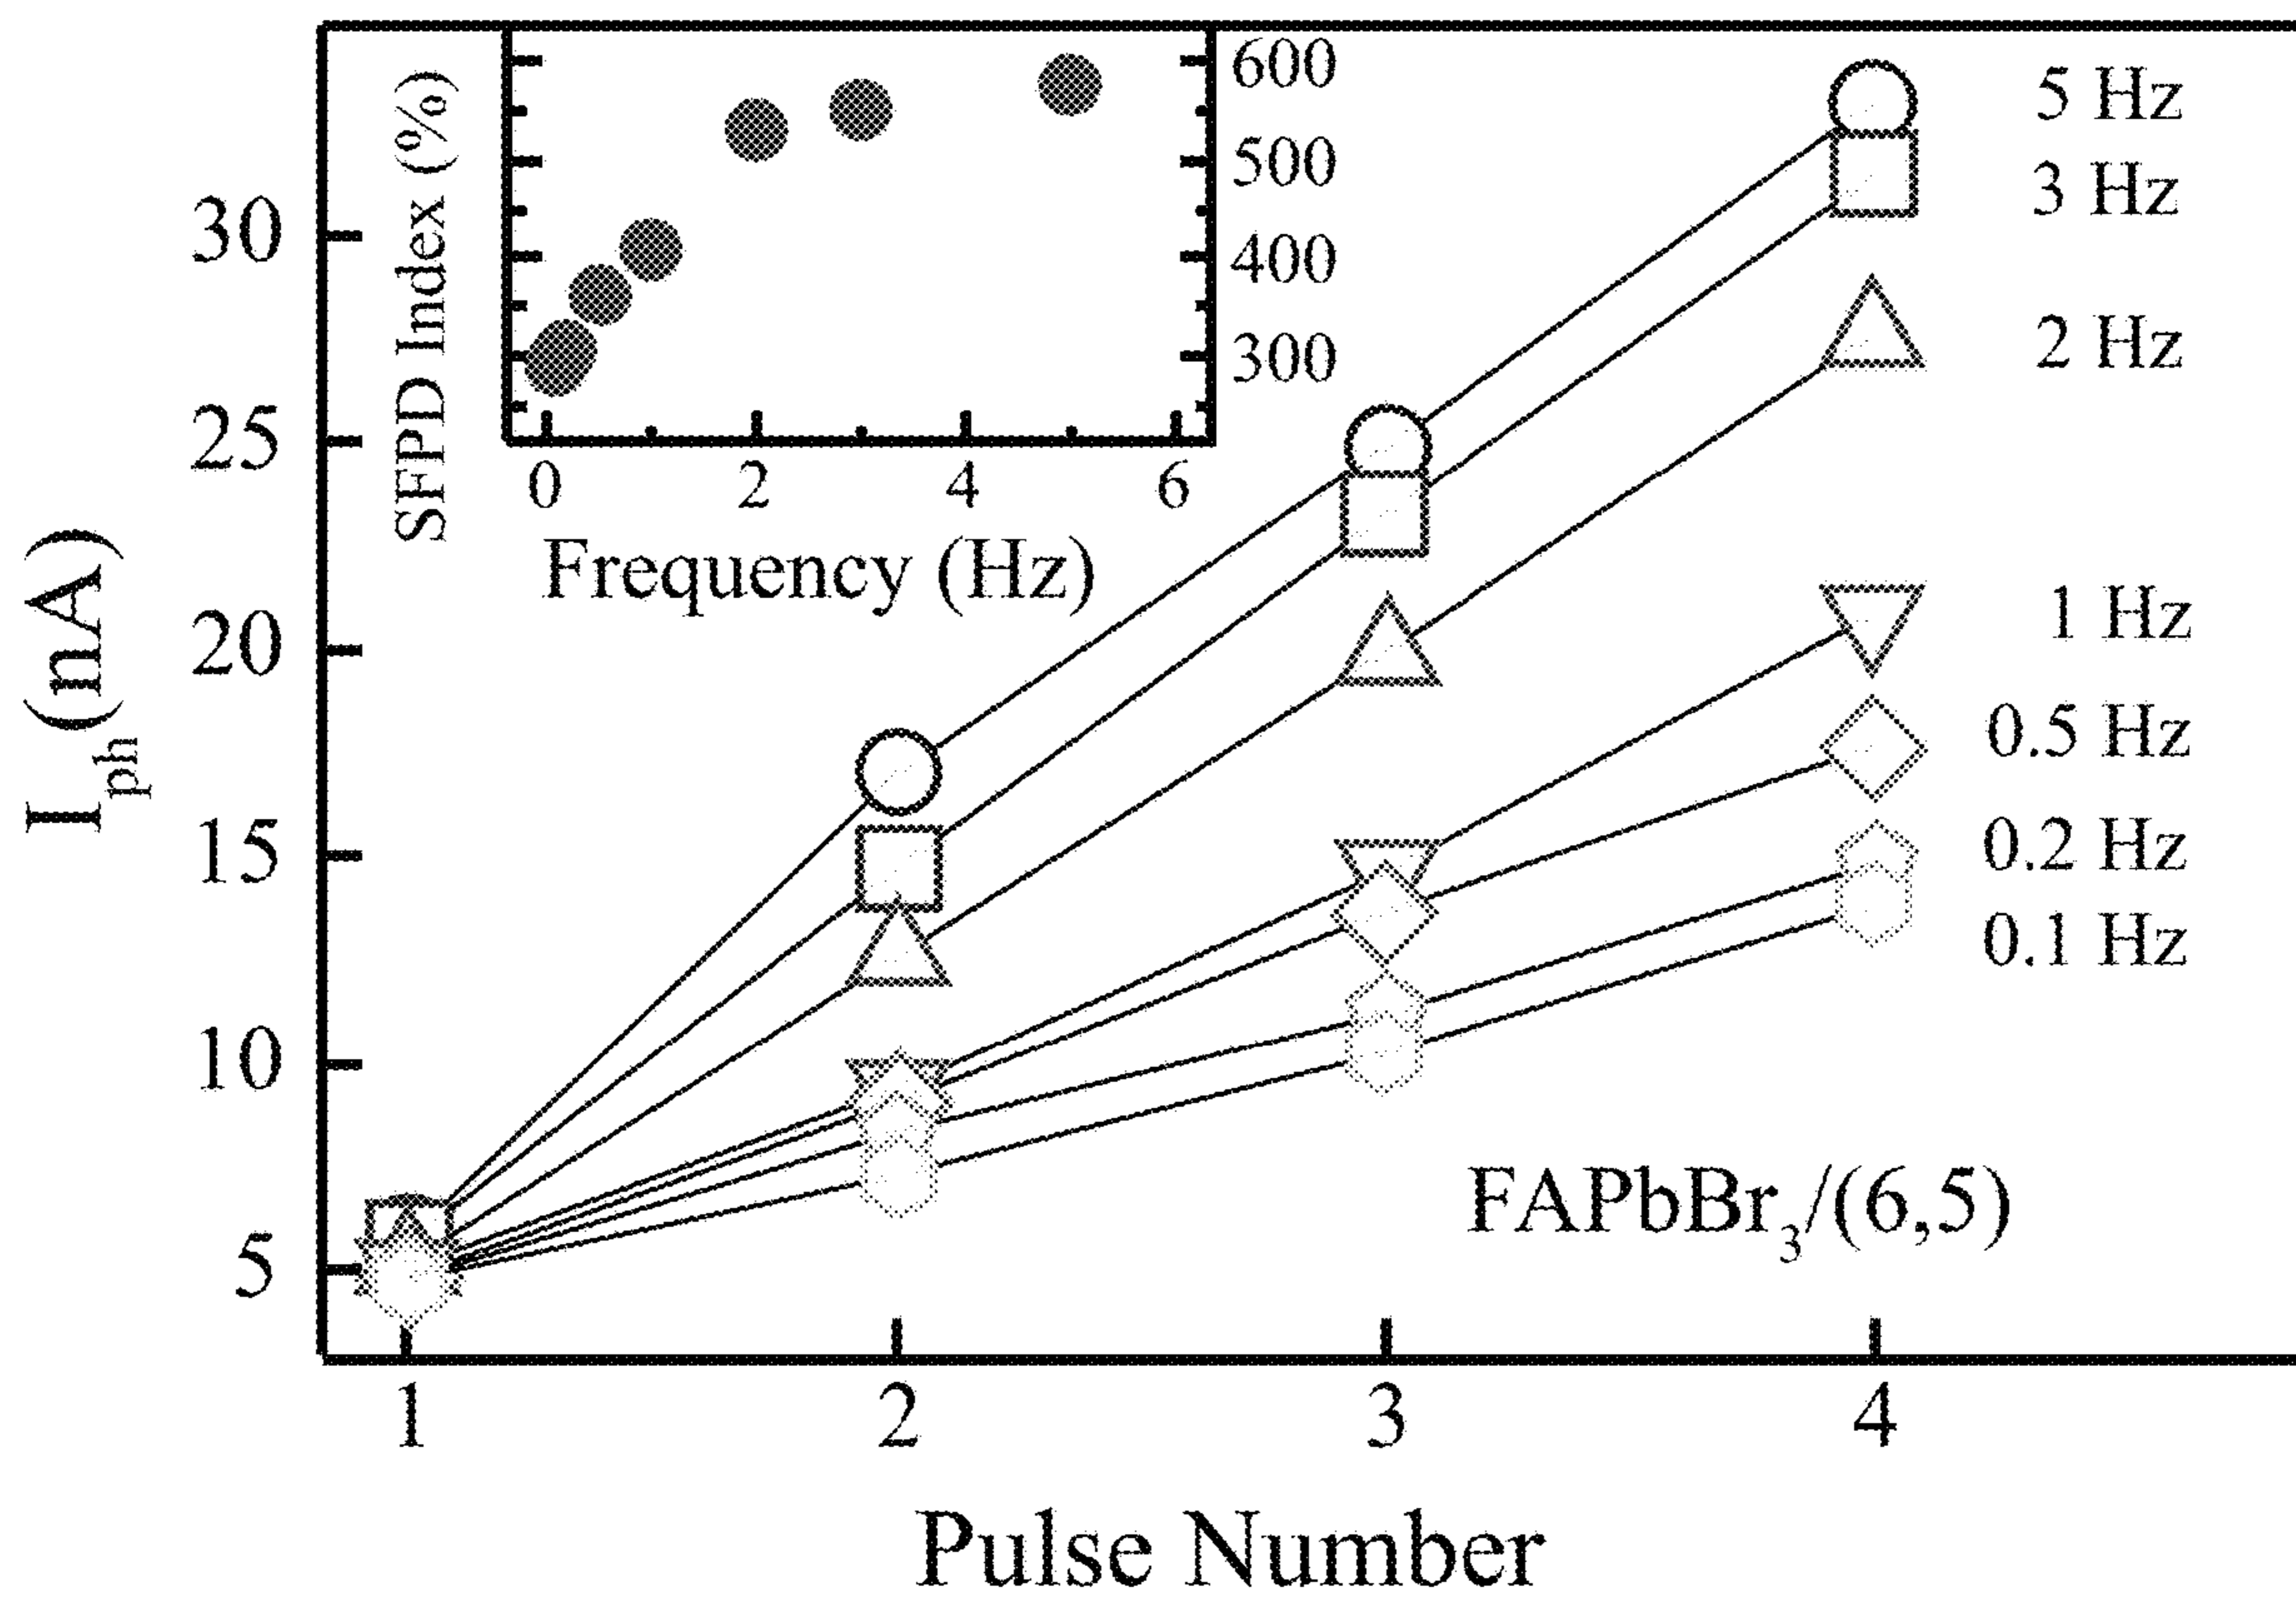 SFPD Index (%)
600
500
400
300
0 2 4 6
Frequency (Hz)
I_ph (nA)
30
25
20
15
10
5
5 Hz
3 Hz
2 Hz
1 Hz
0.5 Hz
0.2 Hz
0.1 Hz
FAPbBr₃/(6,5)
1 2 3 4
Pulse Number